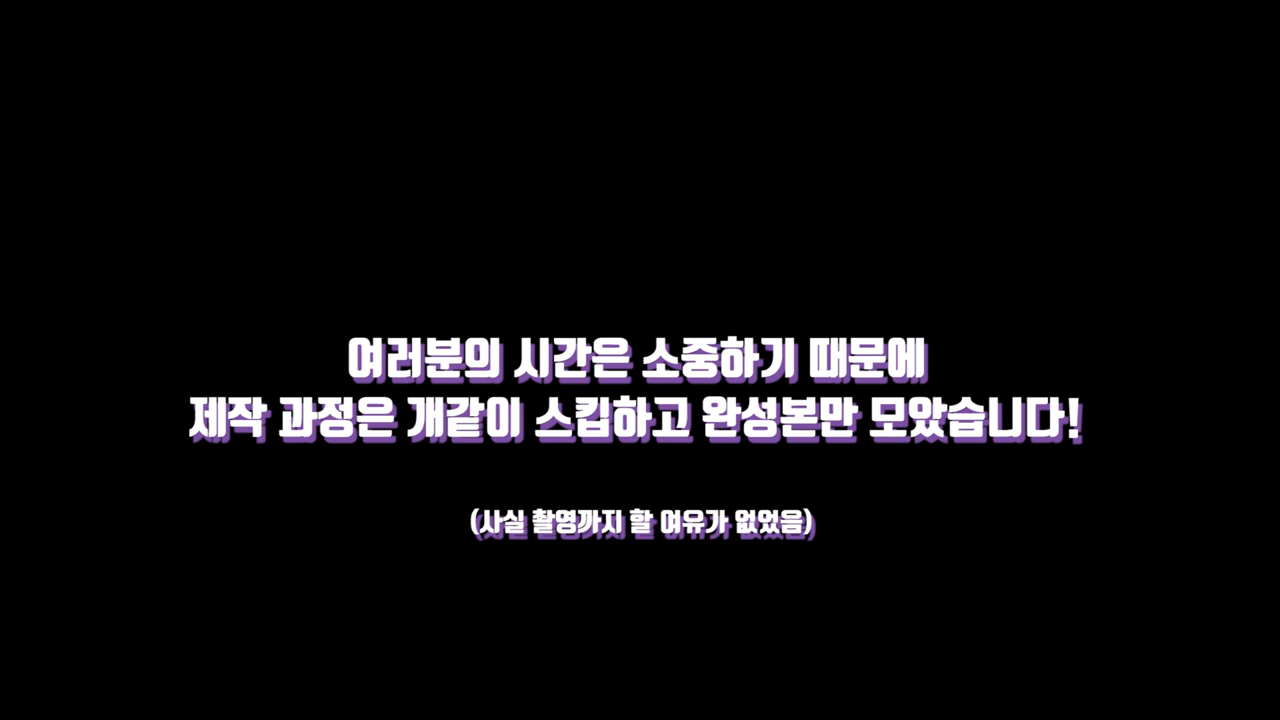 여러분의 시간은 소중하기 때문에
제작 과정은 개같이 스킵하고 완성본만 모았습니다!
(사실 촬영까지 할 여유가 없었음)